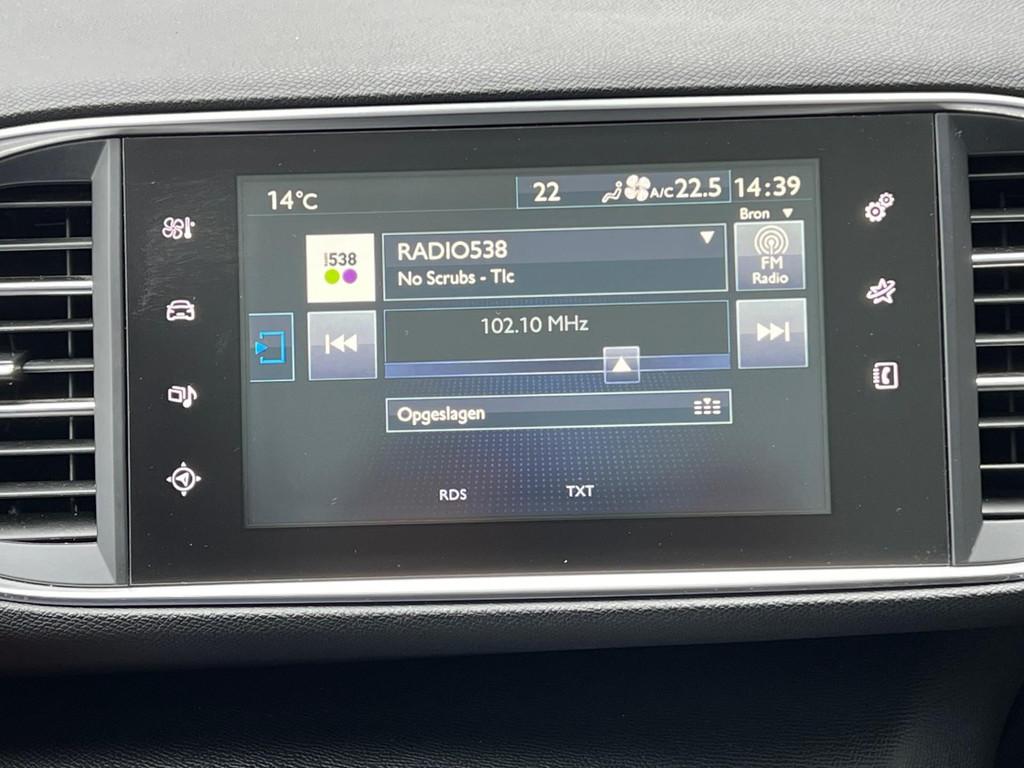 14°C
22
A/C 22.5
14:39
Bron
538
RADIO538
No Scrubs - Tlc
FM
Radio
102.10 MHz
Opgeslagen
RDS
TXT